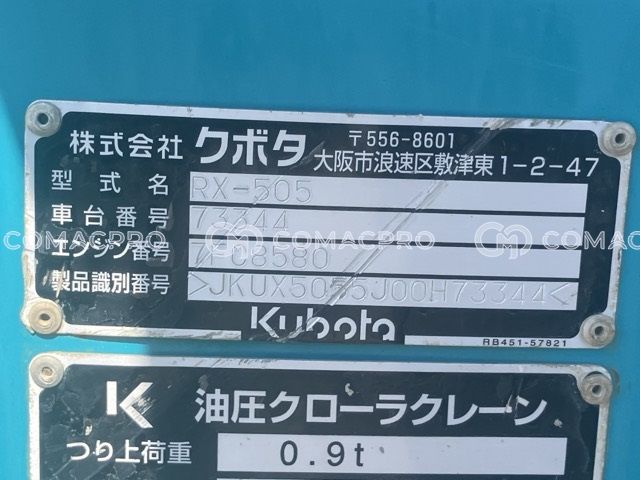 株式会社 クボタ 〒556-8601
大阪市浪速区敷津東1-2-47
型式名 RX-505
車台番号 73344
COMACPRO COMACPRO COMACPRO
エンジン番号
製品識別番号 >JKUX5055J00H73344<
Kubota
RB451-57821
K 油圧クローラクレーン
つり上荷重 0.9t